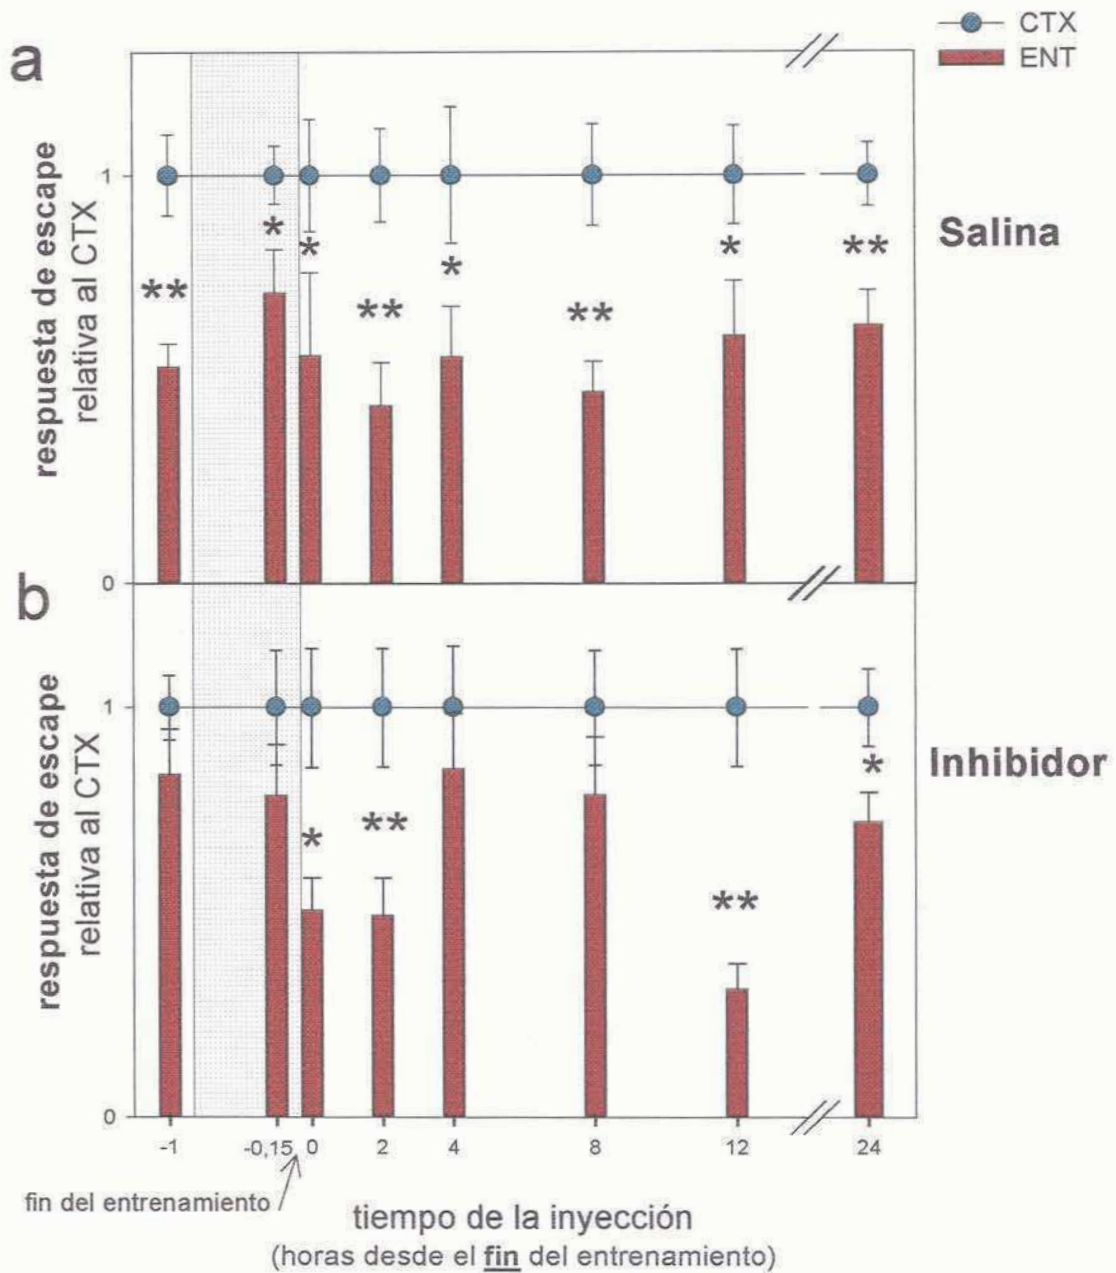 CTX
ENT
a
respuesta de escape
relativa al CTX
1
0
*
**
*
*
**
*
**
*
**
Salina
b
respuesta de escape
relativa al CTX
1
0
*
**
**
*
Inhibidor
-1
-0,15
0
2
4
8
12
24
fin del entrenamiento
tiempo de la inyección
(horas desde el fin del entrenamiento)